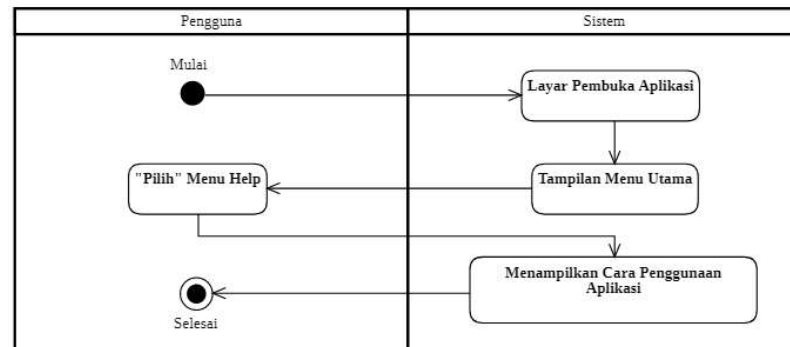 Pengguna
Sistem
Mulai
Layar Pembuka Aplikasi
"Pilih" Menu Help
Tampilan Menu Utama
Menampilkan Cara Penggunaan
Aplikasi
Selesai